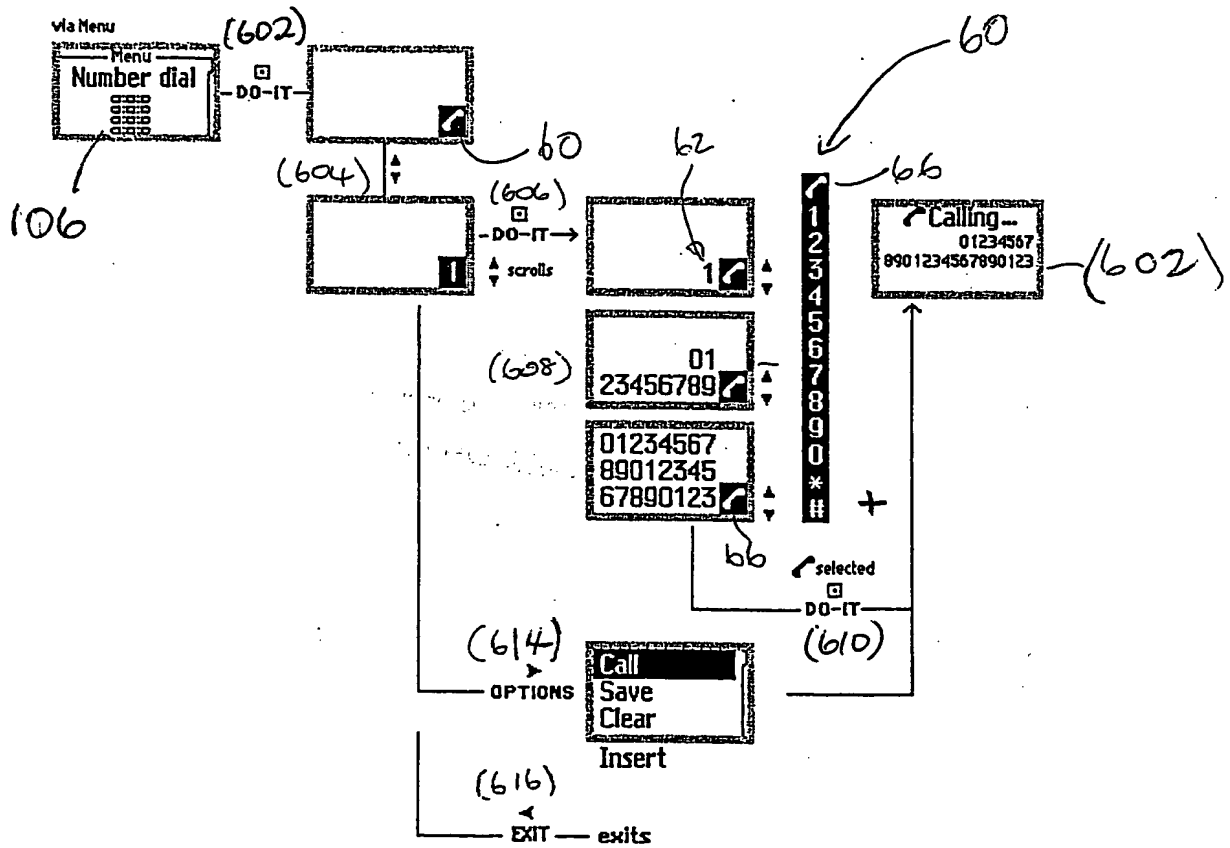 via Menu
(602)
60
Menu
Number dial
DO-IT
60
62
(604)
106
(606)
DO-IT
scrolls
1
1
66
Calling...
01234567
8901234567890123
(602)
1
2
3
4
5
6
7
8
9
0
*
#
+
(608)
01
23456789
01234567
89012345
67890123
66
selected
DO-IT
(610)
(614)
OPTIONS
Call
Save
Clear
Insert
(616)
EXIT
exits